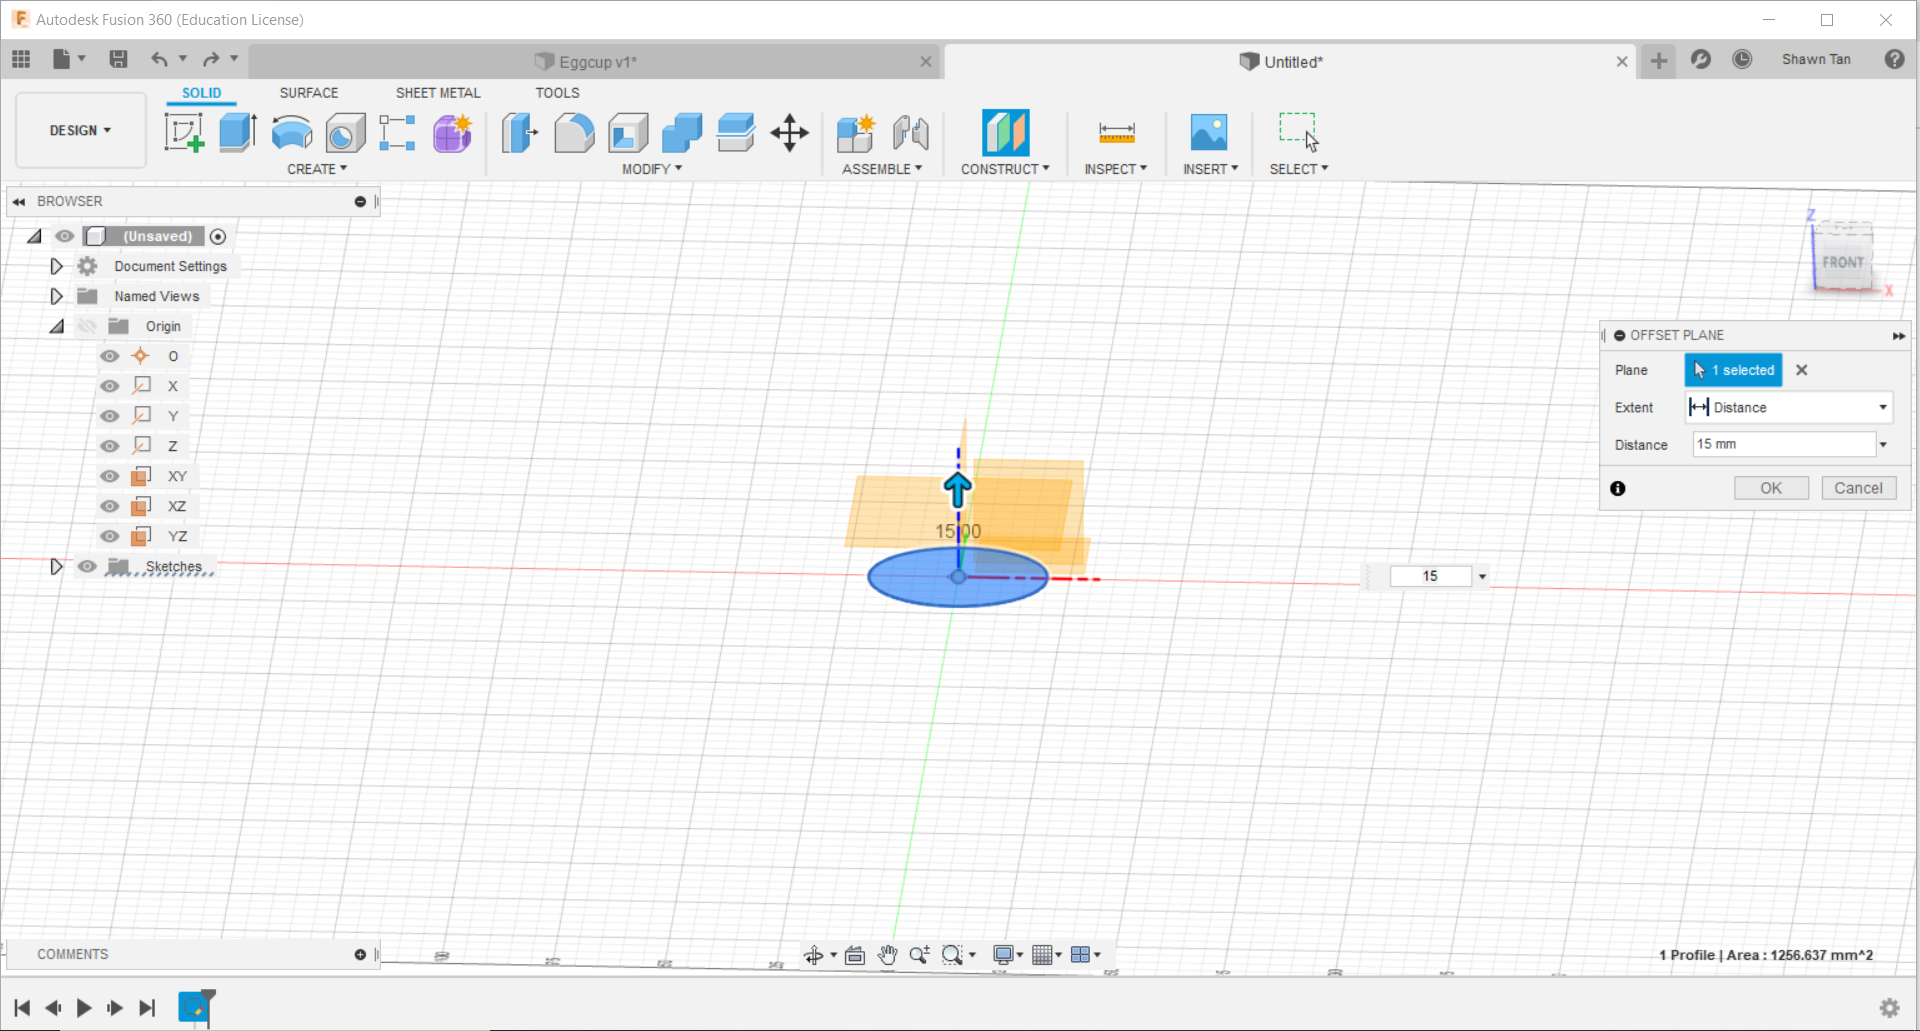 Autodesk Fusion 360 (Education License)
Eggcup v1*
Untitled*
Shawn Tan
SOLID
SURFACE
SHEET METAL
TOOLS
DESIGN
CREATE
MODIFY
ASSEMBLE
CONSTRUCT
INSPECT
INSERT
SELECT
BROWSER
(Unsaved)
Document Settings
Named Views
Origin
O
X
Y
Z
XY
XZ
YZ
Sketches
Z
FRONT
X
OFFSET PLANE
Plane 1 selected
Extent Distance
Distance 15 mm
OK Cancel
15.00
15
COMMENTS
1 Profile | Area : 1256.637 mm^2